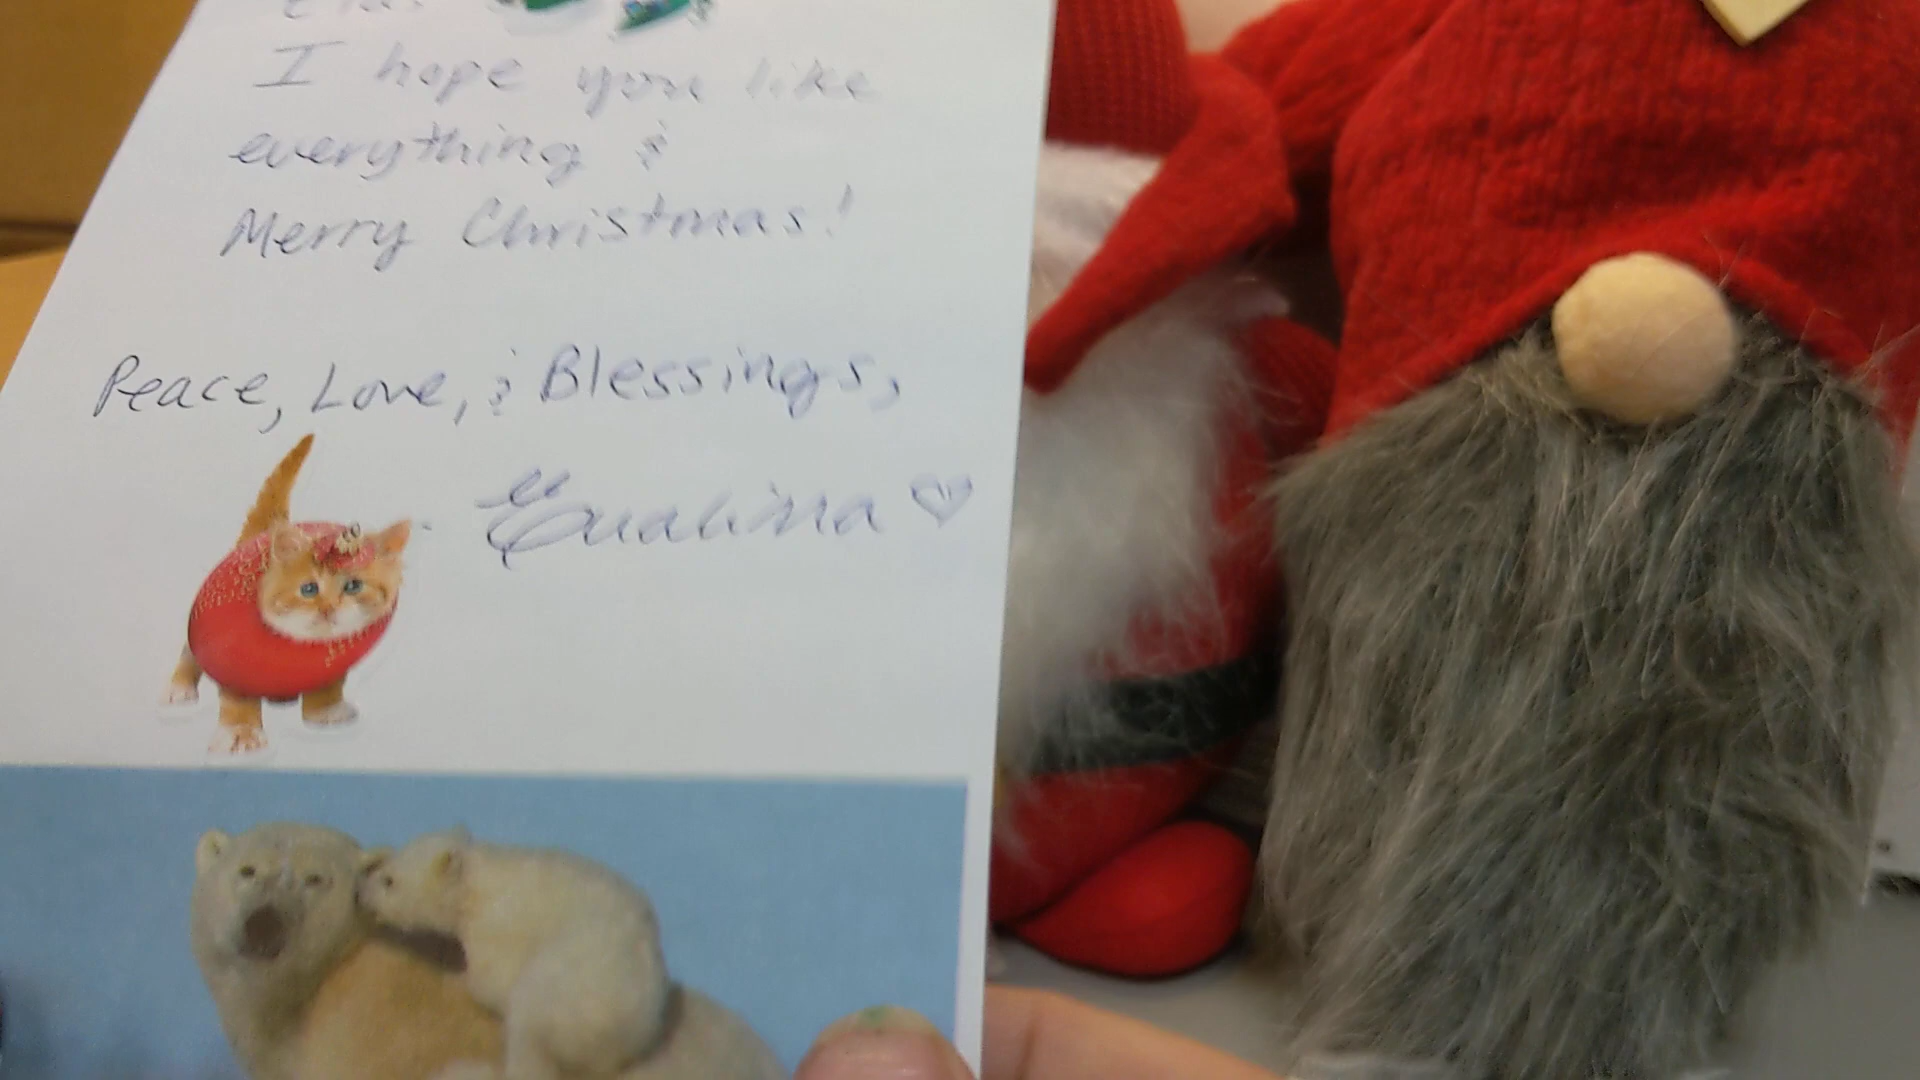 I hope you like
everything &
Merry Christmas!
Peace, Love, & Blessings,